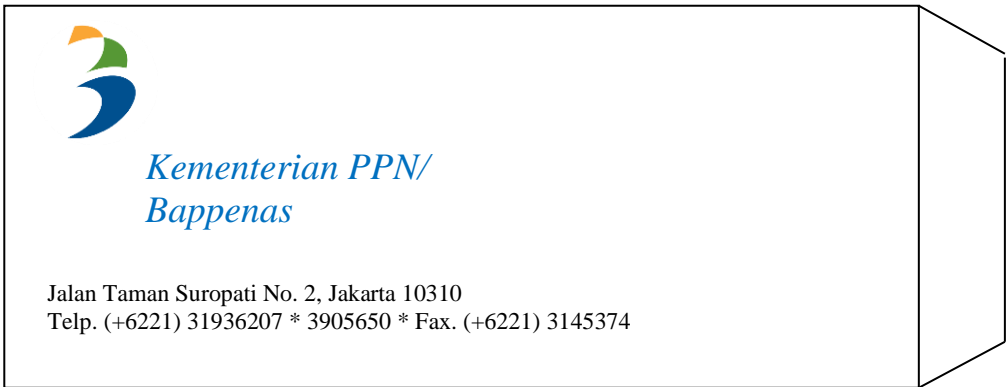 Kementerian PPN/
Bappenas
Jalan Taman Suropati No. 2, Jakarta 10310
Telp. (+6221) 31936207 * 3905650 * Fax. (+6221) 3145374